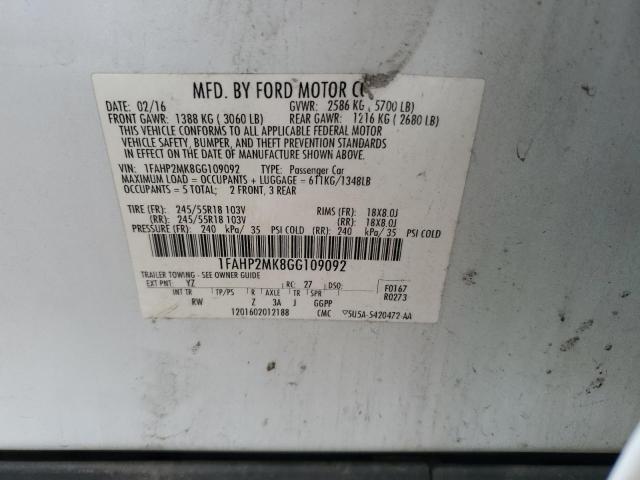 MFD. BY FORD MOTOR CO
DATE: 02/16 GVWR: 2586 KG (5700 LB)
FRONT GAWR: 1388 KG (3060 LB) REAR GAWR: 1216 KG (2680 LB)
THIS VEHICLE CONFORMS TO ALL APPLICABLE FEDERAL MOTOR
VEHICLE SAFETY, BUMPER, AND THEFT PREVENTION STANDARDS
IN EFFECT ON THE DATE OF MANUFACTURE SHOWN ABOVE.
VIN: 1FAHP2MK8GG109092 TYPE: Passenger Car
MAXIMUM LOAD = OCCUPANTS + LUGGAGE = 611KG/1348LB
OCCUPANTS = 5 TOTAL; 2 FRONT, 3 REAR
TIRE (FR): 245/55R18 103V RIMS (FR): 18X8.0J
(RR): 245/55R18 103V (RR): 18X8.0J
PRESSURE (FR): 240 kPa/ 35 PSI COLD (RR): 240 kPa/ 35 PSI COLD
1FAHP2MK8GG109092
TRAILER TOWING - SEE OWNER GUIDE
EXT PNT: YZ RC: 27 DSO: F0167
INT TR TP/PS R AXLE TR SPR R0273
RW Z 3A J GGPP
1201602012188 CMC ▽5U5A-5420472-AA